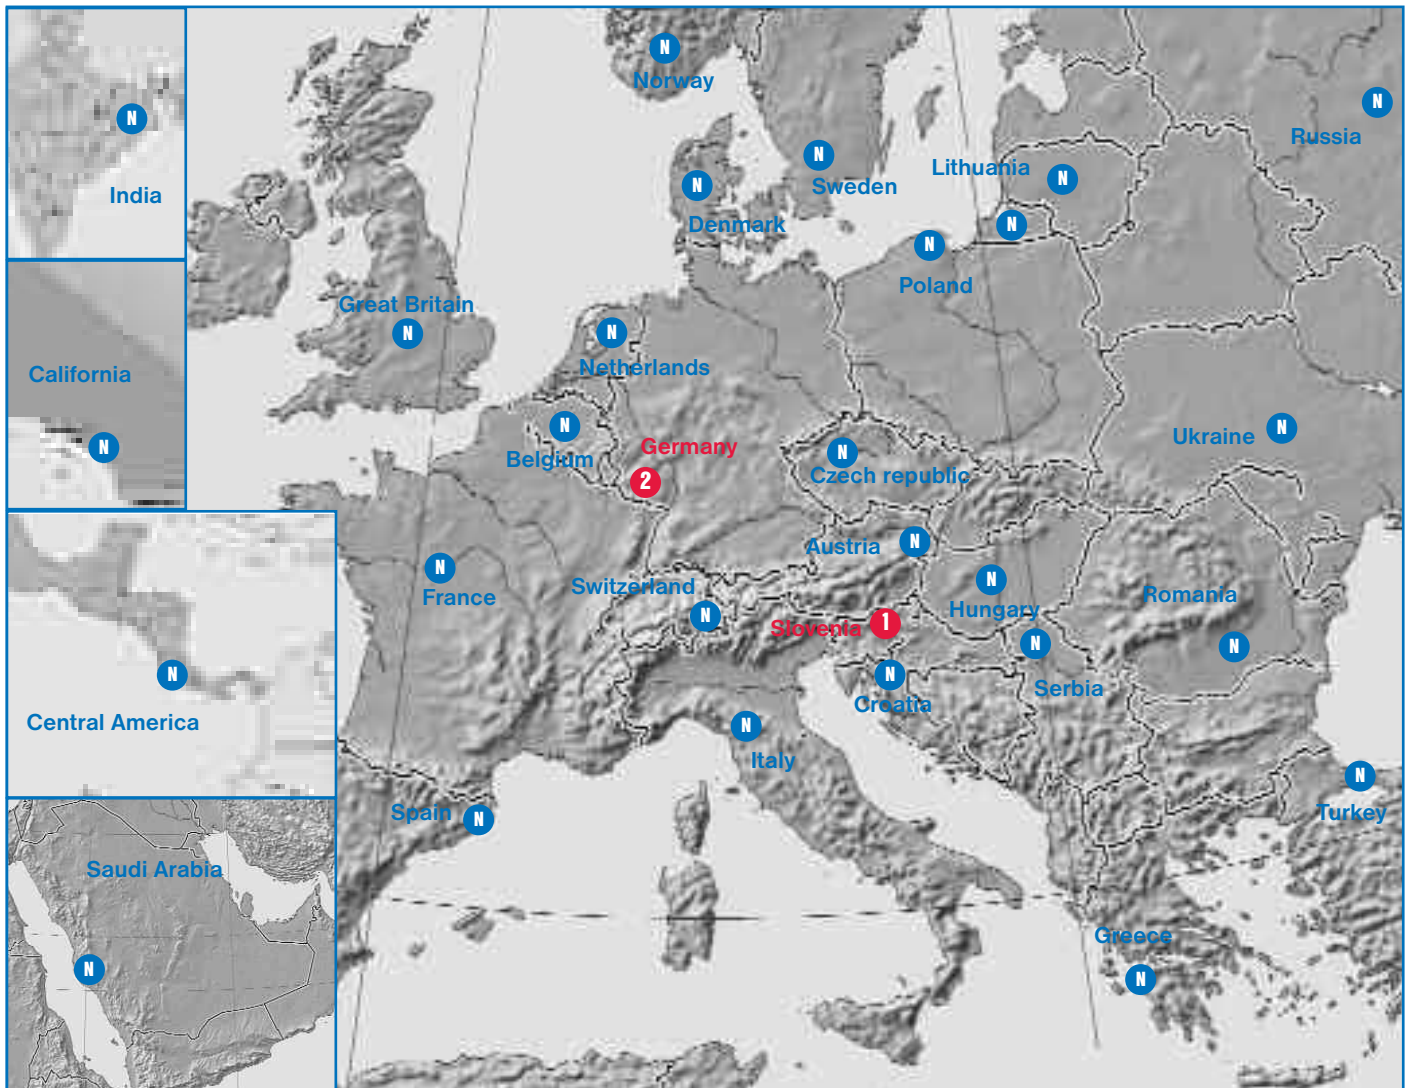 N
Norway
N
Russia
N
India
N
Sweden
Lithuania
N
N
Denmark
N
N
Poland
Great Britain
N
N
Netherlands
California
N
N
Belgium
Germany
2
N
Czech republic
Ukraine
N
Austria
N
N
France
Switzerland
N
N
Hungary
Romania
N
Slovenia
1
N
Serbia
N
Croatia
N
Central America
N
Italy
N
Turkey
Spain
N
Saudi Arabia
N
Greece
N